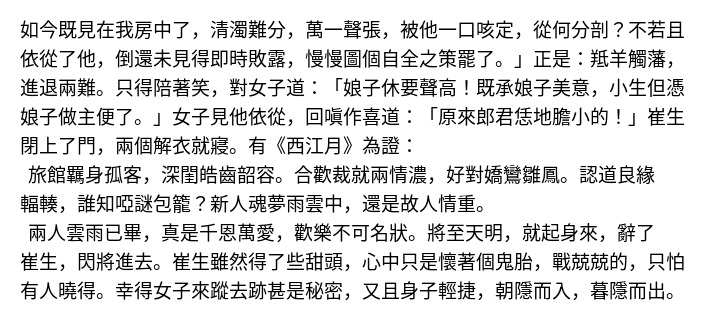 如今既見在我房中了，清濁難分，萬一聲張，被他一口咳定，從何分剖？不若且
依從了他，倒還未見得即時敗露，慢慢圖個自全之策罷了。」正是：羝羊觸藩，
進退兩難。只得陪著笑，對女子道：「娘子休要聲高！既承娘子美意，小生但憑
娘子做主便了。」女子見他依從，回嗔作喜道：「原來郎君恁地膽小的！」崔生
閉上了門，兩個解衣就寢。有《西江月》為證：
旅館羈身孤客，深閨皓齒韶容。合歡裁就兩情濃，好對嬌鸞雛鳳。認道良緣
輻輳，誰知啞謎包籠？新人魂夢雨雲中，還是故人情重。
兩人雲雨已畢，真是千恩萬愛，歡樂不可名狀。將至天明，就起身來，辭了
崔生，閃將進去。崔生雖然得了些甜頭，心中只是懷著個鬼胎，戰兢兢的，只怕
有人曉得。幸得女子來蹤去跡甚是秘密，又且身子輕捷，朝隱而入，暮隱而出。